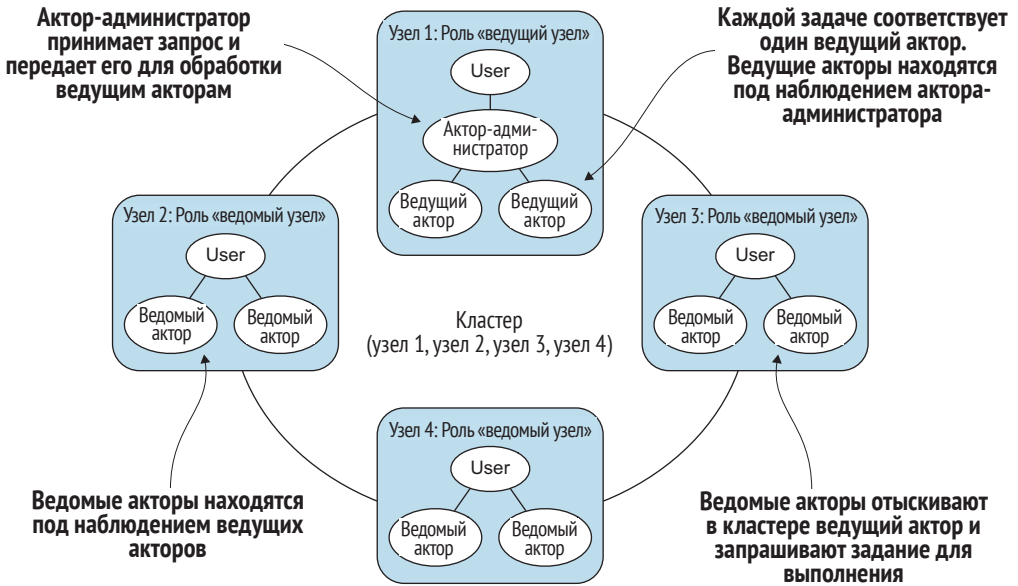 Актор-администратор
принимает запрос и
передает его для обработки
ведущим акторам
Каждой задаче соответствует
один ведущий актор.
Ведущие акторы находятся
под наблюдением актора-
администратора
Узел 1: Роль «ведущий узел»
User
Актор-адми-
нистратор
Ведущий
актор
Ведущий
актор
Узел 2: Роль «ведомый узел»
User
Ведомый
актор
Ведомый
актор
Кластер
(узел 1, узел 2, узел 3, узел 4)
Узел 3: Роль «ведомый узел»
User
Ведомый
актор
Ведомый
актор
Узел 4: Роль «ведомый узел»
User
Ведомый
актор
Ведомый
актор
Ведомые акторы находятся
под наблюдением ведущих
акторов
Ведомые акторы отыскивают
в кластере ведущий актор и
запрашивают задание для
выполнения